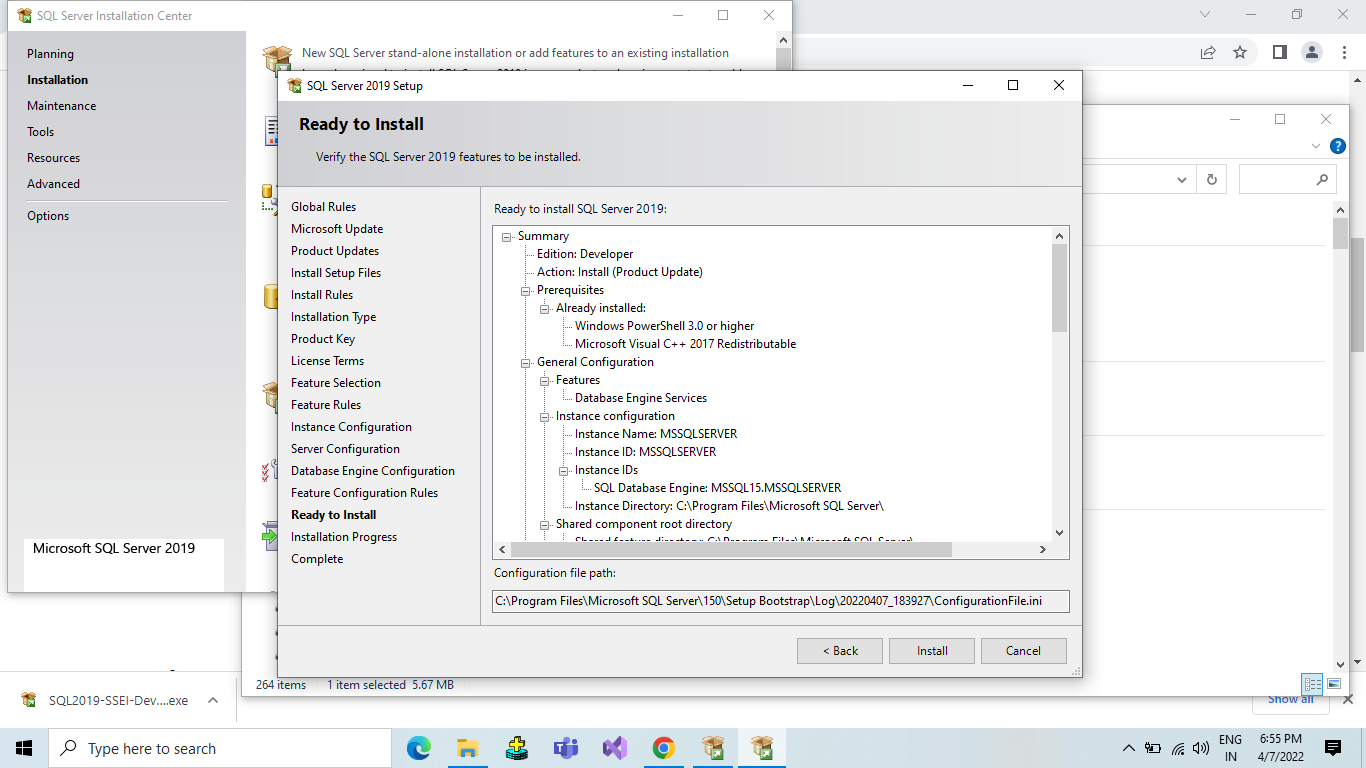 SQL Server Installation Center
Planning
Installation
Maintenance
Tools
Resources
Advanced
Options
Microsoft SQL Server 2019
New SQL Server stand-alone installation or add features to an existing installation
SQL Server 2019 Setup
Ready to Install
Verify the SQL Server 2019 features to be installed.
Global Rules
Microsoft Update
Product Updates
Install Setup Files
Install Rules
Installation Type
Product Key
License Terms
Feature Selection
Feature Rules
Instance Configuration
Server Configuration
Database Engine Configuration
Feature Configuration Rules
Ready to Install
Installation Progress
Complete
Ready to install SQL Server 2019:
Summary
Edition: Developer
Action: Install (Product Update)
Prerequisites
Already installed:
Windows PowerShell 3.0 or higher
Microsoft Visual C++ 2017 Redistributable
General Configuration
Features
Database Engine Services
Instance configuration
Instance Name: MSSQLSERVER
Instance ID: MSSQLSERVER
Instance IDs
SQL Database Engine: MSSQL15.MSSQLSERVER
Instance Directory: C:\Program Files\Microsoft SQL Server\
Shared component root directory
Shared feature directory: C:\Program Files\Microsoft SQL Server\
Configuration file path:
C:\Program Files\Microsoft SQL Server\150\Setup Bootstrap\Log\20220407_183927\ConfigurationFile.ini
< Back Install Cancel
264 items 1 item selected 5.67 MB
SQL2019-SSEI-Dev....exe
Show all
Type here to search
ENG
IN
6:55 PM
4/7/2022